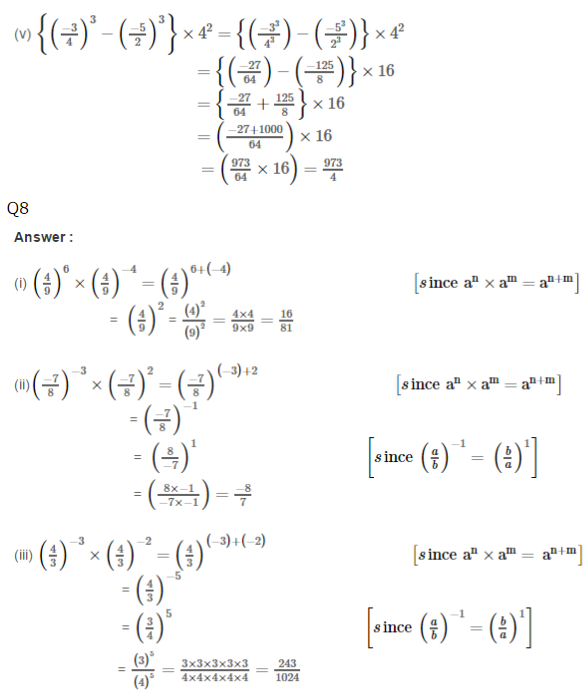 (v) {(−3/4)³ − (−5/2)³} × 4² = {(−3³/4³) − (−5³/2³)} × 4²
= {(−27/64) − (−125/8)} × 16
= {−27/64 + 125/8} × 16
= (−27+1000/64) × 16
= (973/64 × 16) = 973/4
Q8
Answer :
(i) (4/9)⁶ × (4/9)⁻⁴ = (4/9)⁶⁺⁽⁻⁴⁾ [since aⁿ × aᵐ = aⁿ⁺ᵐ]
= (4/9)² = (4)²/(9)² = 4×4/9×9 = 16/81
(ii) (−7/8)⁻³ × (−7/8)² = (−7/8)⁽⁻³⁾⁺² [since aⁿ × aᵐ = aⁿ⁺ᵐ]
= (−7/8)⁻¹
= (8/−7)¹ [since (a/b)⁻¹ = (b/a)¹]
= (8×−1/−7×−1) = −8/7
(iii) (4/3)⁻³ × (4/3)⁻² = (4/3)⁽⁻³⁾⁺⁽⁻²⁾ [since aⁿ × aᵐ = aⁿ⁺ᵐ]
= (4/3)⁻⁵
= (3/4)⁵ [since (a/b)⁻¹ = (b/a)¹]
= (3)⁵/(4)⁵ = 3×3×3×3×3/4×4×4×4×4 = 243/1024